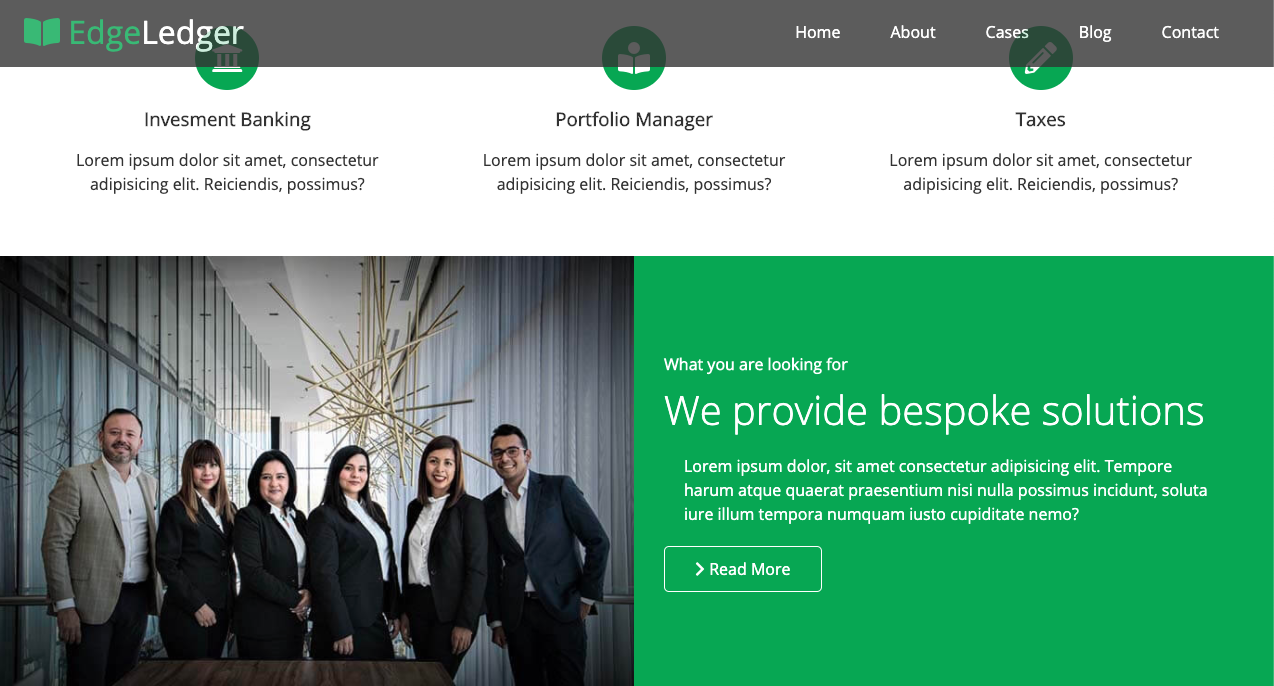 EdgeLedger
Home About Cases Blog Contact
Invesment Banking
Lorem ipsum dolor sit amet, consectetur
adipisicing elit. Reiciendis, possimus?
Portfolio Manager
Lorem ipsum dolor sit amet, consectetur
adipisicing elit. Reiciendis, possimus?
Taxes
Lorem ipsum dolor sit amet, consectetur
adipisicing elit. Reiciendis, possimus?
What you are looking for
We provide bespoke solutions
Lorem ipsum dolor, sit amet consectetur adipisicing elit. Tempore
harum atque quaerat praesentium nisi nulla possimus incidunt, soluta
iure illum tempora numquam iusto cupiditate nemo?
Read More